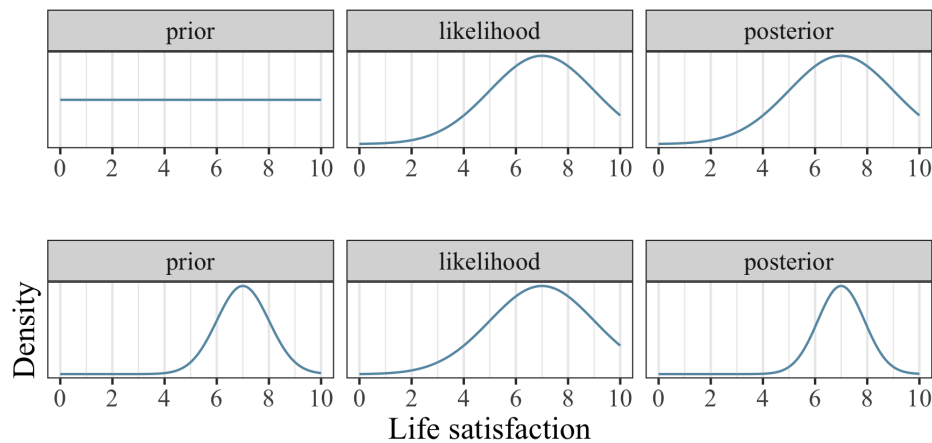 prior likelihood posterior
0 2 4 6 8 10 0 2 4 6 8 10 0 2 4 6 8 10
prior likelihood posterior
Density
0 2 4 6 8 10 0 2 4 6 8 10 0 2 4 6 8 10
Life satisfaction